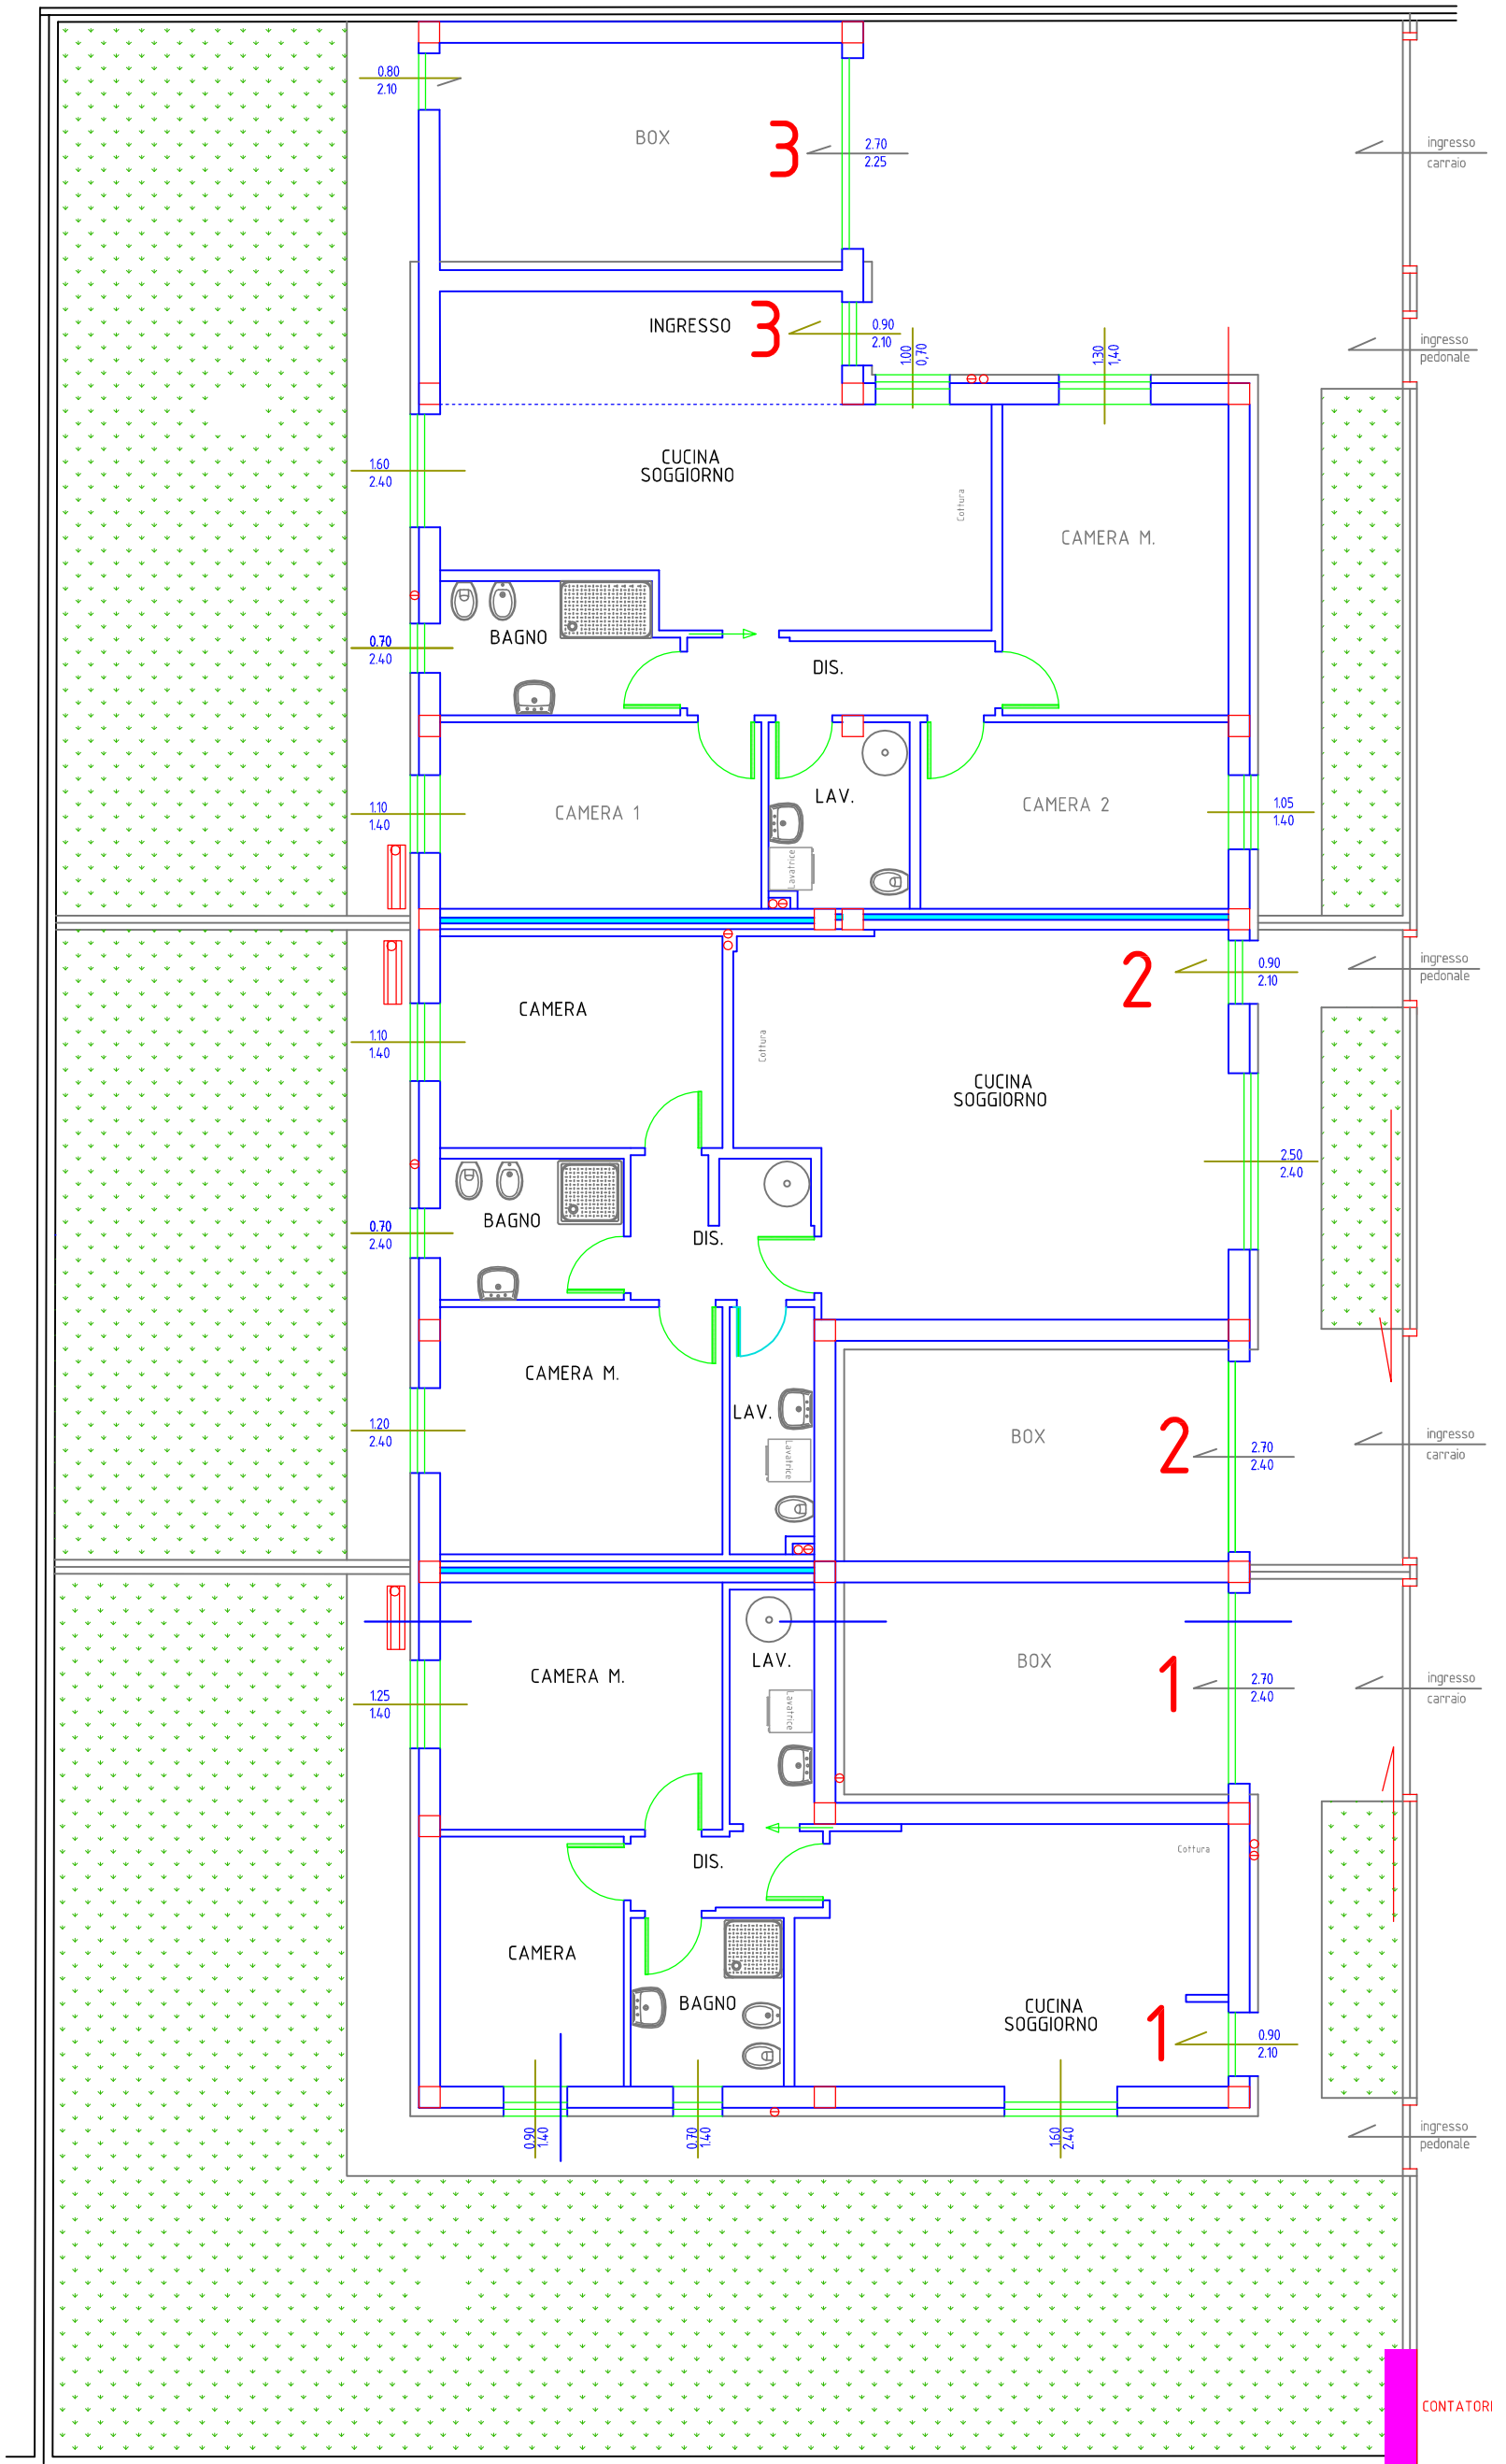 0.80
2.10
BOX
3
2.70
2.25
ingresso
carraio
INGRESSO
3
0.90
2.10
1.00
0,70
1.30
1,40
ingresso
pedonale
CUCINA
SOGGIORNO
1.60
2.40
Cottura
CAMERA M.
BAGNO
0.70
2.40
DIS.
CAMERA 1
1.10
1.40
LAV.
Lavatrice
CAMERA 2
1.05
1.40
2
0.90
2.10
ingresso
pedonale
CAMERA
1.10
1.40
Cottura
CUCINA
SOGGIORNO
2.50
2.40
BAGNO
0.70
2.40
DIS.
CAMERA M.
1.20
2.40
LAV.
Lavatrice
BOX
2
2.70
2.40
ingresso
carraio
CAMERA M.
1.25
1.40
LAV.
Lavatrice
BOX
1
2.70
2.40
ingresso
carraio
DIS.
Cottura
CAMERA
BAGNO
CUCINA
SOGGIORNO
1
0.90
2.10
0.90
1.40
0.70
1.40
1.60
2.40
ingresso
pedonale
CONTATORI